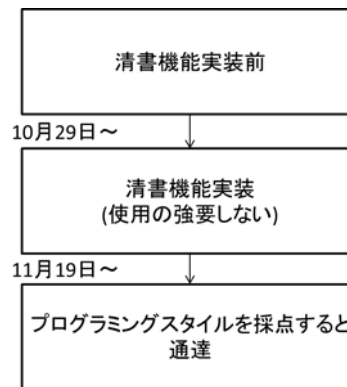 清書機能実装前
10月29日～
清書機能実装
(使用の強要しない)
11月19日～
プログラミングスタイルを採点すると
通達